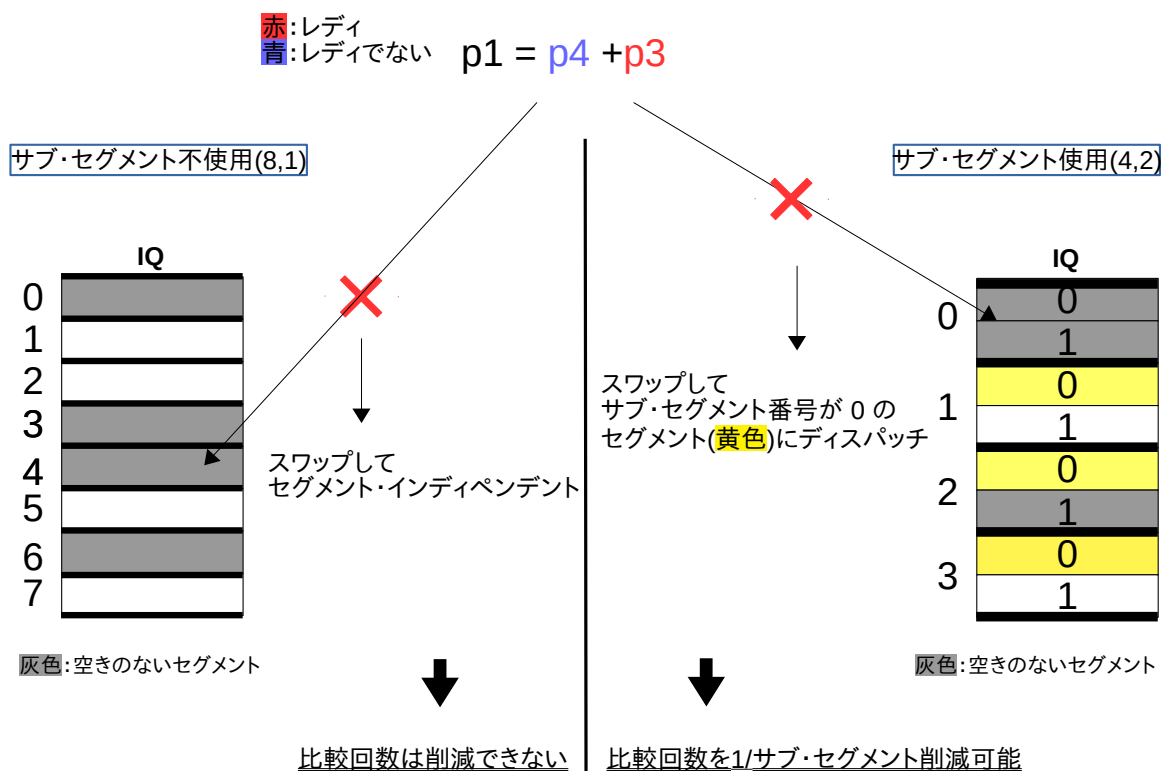 赤:レディ
青:レディでない
p1 = p4 +p3
サブ・セグメント不使用(8,1)
サブ・セグメント使用(4,2)
IQ
0
1
2
3
4
5
6
7
スワップして
セグメント・インディペンデント
灰色:空きのないセグメント
比較回数は削減できない
IQ
0
0
1
1
0
1
2
0
1
3
0
1
スワップして
サブ・セグメント番号が 0 の
セグメント(黄色)にディスパッチ
灰色:空きのないセグメント
比較回数を1/サブ・セグメント削減可能